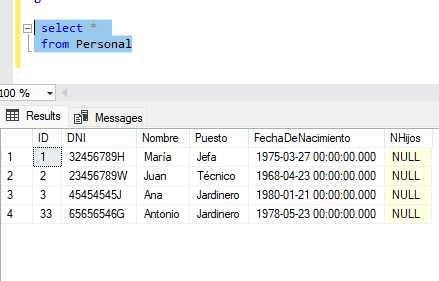 select *
from Personal
100 %
Results Messages
ID DNI Nombre Puesto FechaDeNacimiento NHijos
1 1 32456789H María Jefa 1975-03-27 00:00:00.000 NULL
2 2 23456789W Juan Técnico 1968-04-23 00:00:00.000 NULL
3 3 45454545J Ana Jardinero 1980-01-21 00:00:00.000 NULL
4 33 65656546G Antonio Jardinero 1978-05-23 00:00:00.000 NULL